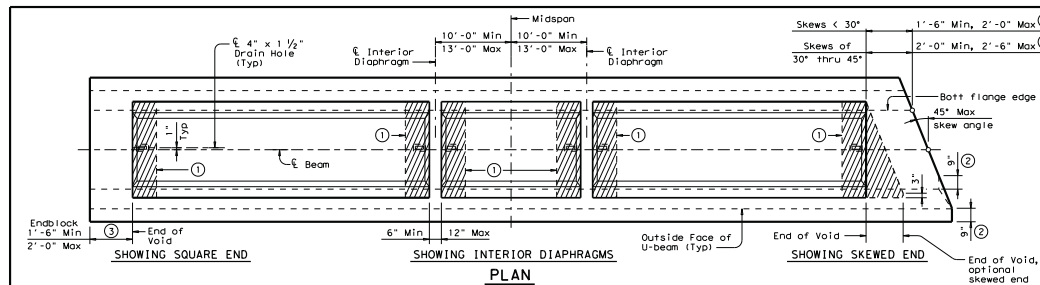 Midspan
10'-0" Min
13'-0" Max
10'-0" Min
13'-0" Max
℄ 4" x 1 ½"
Drain Hole
(Typ)
℄ Interior
Diaphragm
℄ Interior
Diaphragm
Skews < 30°
1'-6" Min, 2'-0" Max
Skews of
30° thru 45°
2'-0" Min, 2'-6" Max
Bott flange edge
45° Max
skew angle
1"
Typ
①
①
①
①
①
①
℄ Beam
9"
②
3"
9"
②
Endblock
1'-6" Min
2'-0" Max
③
End of
Void
6" Min
12" Max
Outside Face of
U-beam (Typ)
End of Void
End of Void,
optional
skewed end
SHOWING SQUARE END
SHOWING INTERIOR DIAPHRAGMS
SHOWING SKEWED END
PLAN